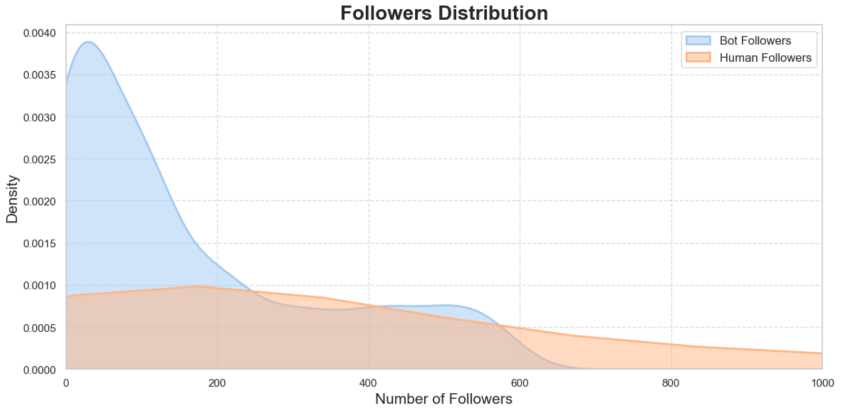 Followers Distribution
Bot Followers
Human Followers
Density
0.0040
0.0035
0.0030
0.0025
0.0020
0.0015
0.0010
0.0005
0.0000
0 200 400 600 800 1000
Number of Followers